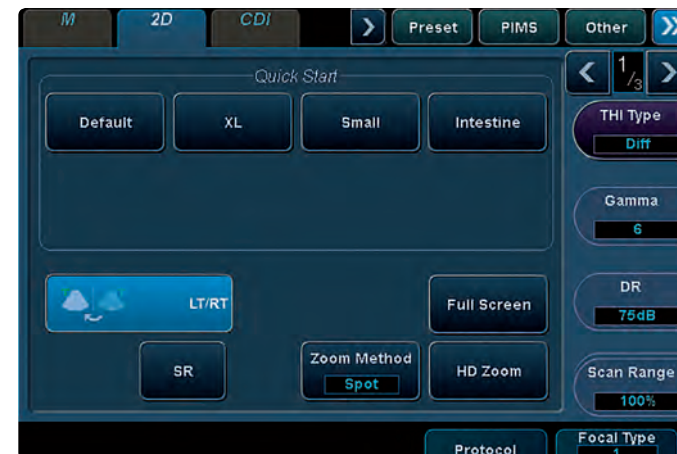 M 2D CDI Preset PIMS Other
1/3
Quick Start
Default XL Small Intestine
THI Type
Diff
Gamma
6
LT/RT
Full Screen
DR
75dB
SR
Zoom Method
Spot
HD Zoom
Scan Range
100%
Protocol
Focal Type
1